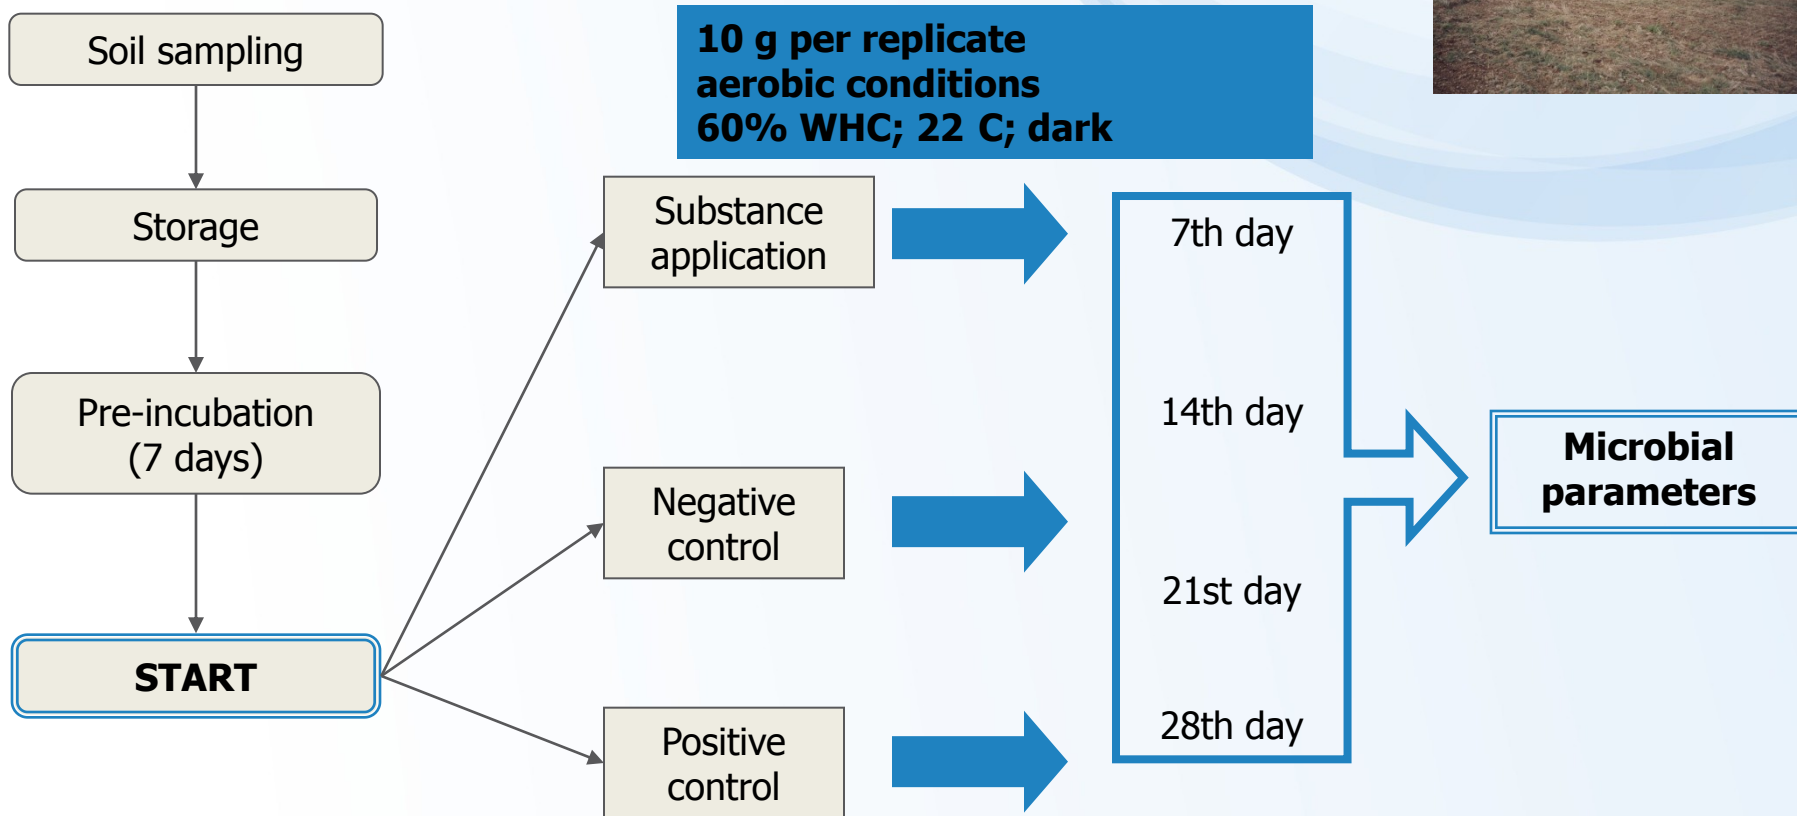 Soil sampling
Storage
Pre-incubation
(7 days)
START
10 g per replicate
aerobic conditions
60% WHC; 22 C; dark
Substance
application
Negative
control
Positive
control
7th day
14th day
21st day
28th day
Microbial
parameters